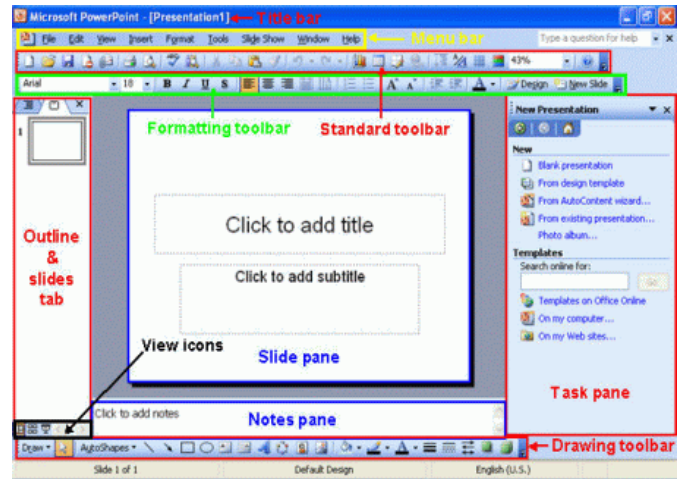 Microsoft PowerPoint - [Presentation1] Title bar
File Edit View Insert Format Tools Slide Show Window Help Menu bar Type a question for help
43%
Arial 18 B I U S A A A Design New Slide
Formatting toolbar Standard toolbar
New Presentation
1
New
Blank presentation
From design template
From AutoContent wizard...
From existing presentation...
Photo album...
Templates
Search online for:
Go
Templates on Office Online
On my computer...
On my Web sites...
Task pane
Outline
&
slides
tab
Click to add title
Click to add subtitle
View icons
Slide pane
Click to add notes
Notes pane
Draw AutoShapes A Drawing toolbar
Slide 1 of 1 Default Design English (U.S.)